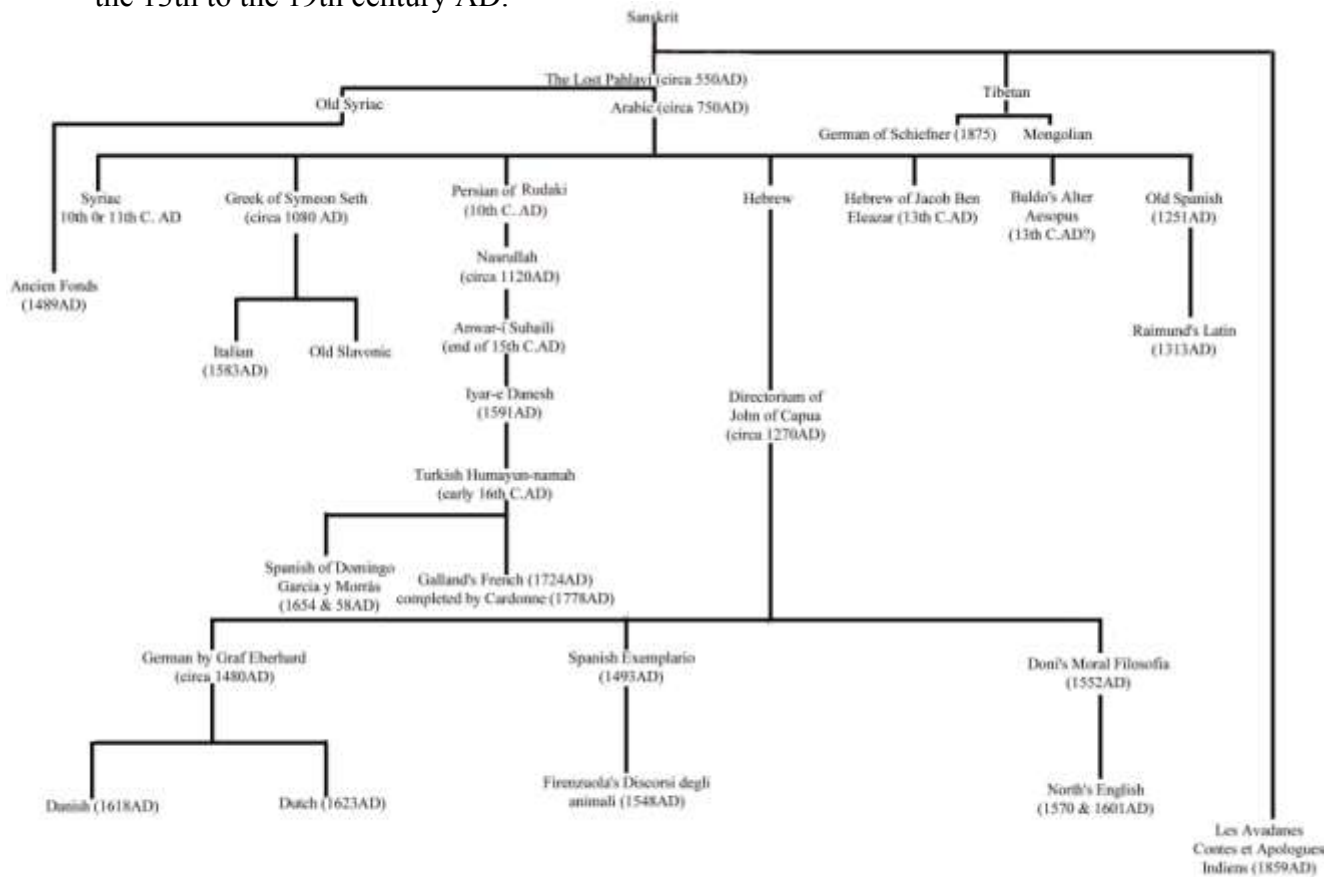 the 13th to the 19th century AD.
Sanskrit
The Lost Pahlavi (circa 550AD)
Old Syriac
Arabic (circa 750AD)
Tibetan
German of Schiefner (1875)
Mongolian
Syriac
10th 0r 11th C. AD
Greek of Symeon Seth
(circa 1080 AD)
Persian of Rudaki
(10th C. AD)
Hebrew
Hebrew of Jacob Ben
Eleazar (13th C.AD)
Baldo's Alter
Aesopus
(13th C.AD?)
Old Spanish
(1251AD)
Ancien Fonds
(1489AD)
Nasrullah
(circa 1120AD)
Italian
(1583AD)
Old Slavonic
Anwar-i Suhaili
(end of 15th C.AD)
Raimund's Latin
(1313AD)
Iyar-e Danesh
(1591AD)
Directorium of
John of Capua
(circa 1270AD)
Turkish Humayun-namah
(early 16th C.AD)
Spanish of Domingo
Garcia y Morrás
(1654 & 58AD)
Galland's French (1724AD)
completed by Cardonne (1778AD)
German by Graf Eberhard
(circa 1480AD)
Spanish Exemplario
(1493AD)
Doni's Moral Filosofia
(1552AD)
Danish (1618AD)
Dutch (1623AD)
Firenzuola's Discorsi degli
animali (1548AD)
North's English
(1570 & 1601AD)
Les Avadanes
Contes et Apologues
Indiens (1859AD)